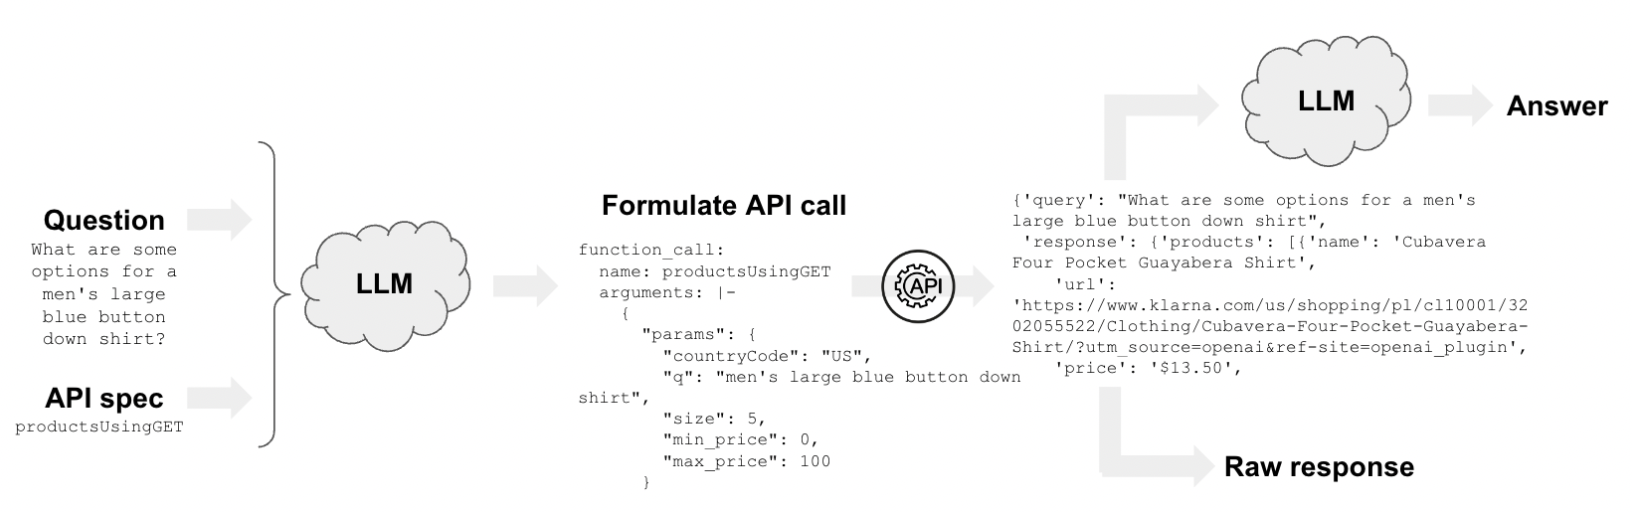 Question
What are some
options for a
men's large
blue button
down shirt?
API spec
productsUsingGET
LLM
Formulate API call
function_call:
  name: productsUsingGET
  arguments: |-
    {
      "params": {
        "countryCode": "US",
        "q": "men's large blue button down
shirt",
        "size": 5,
        "min_price": 0,
        "max_price": 100
      }
API
{'query': "What are some options for a men's
large blue button down shirt",
 'response': {'products': [{'name': 'Cubavera
Four Pocket Guayabera Shirt',
    'url':
'https://www.klarna.com/us/shopping/pl/cl10001/32
02055522/Clothing/Cubavera-Four-Pocket-Guayabera-
Shirt/?utm_source=openai&ref-site=openai_plugin',
    'price': '$13.50',
LLM
Answer
Raw response